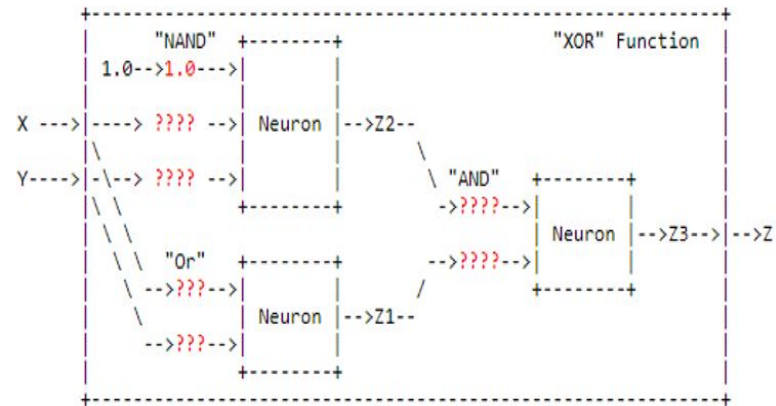 "NAND" "XOR" Function
1.0-->1.0--->
X ---> ----> ???? --> Neuron -->Z2--
Y----> -\--> ???? -->
"AND"
->????-->
Neuron -->Z3--> -->Z
"Or" -->????-->
-->???-->
Neuron -->Z1--
-->???-->